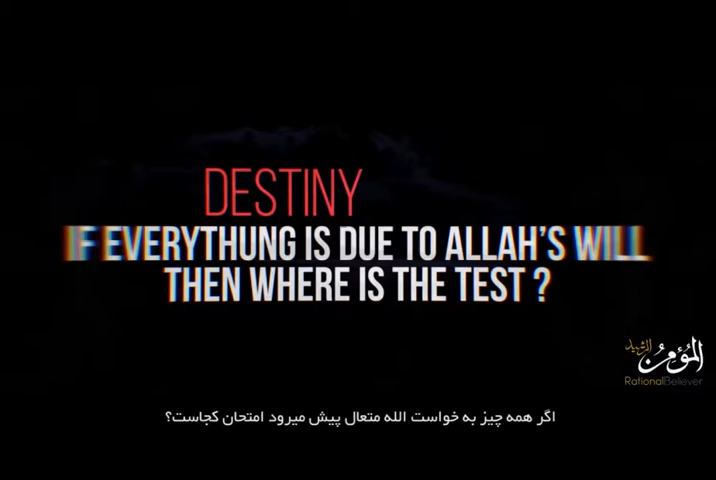 DESTINY
IF EVERYTHUNG IS DUE TO ALLAH'S WILL
THEN WHERE IS THE TEST ?
المؤمن الرشيد
RationalBeliever
اگر همه چیز به خواست الله متعال پیش میرود امتحان کجاست؟